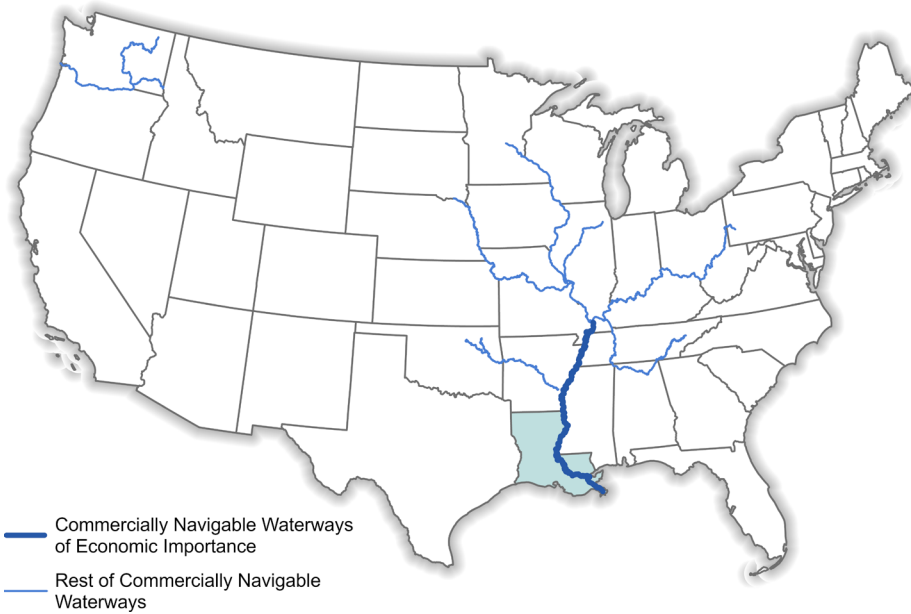 Commercially Navigable Waterways
of Economic Importance
Rest of Commercially Navigable
Waterways